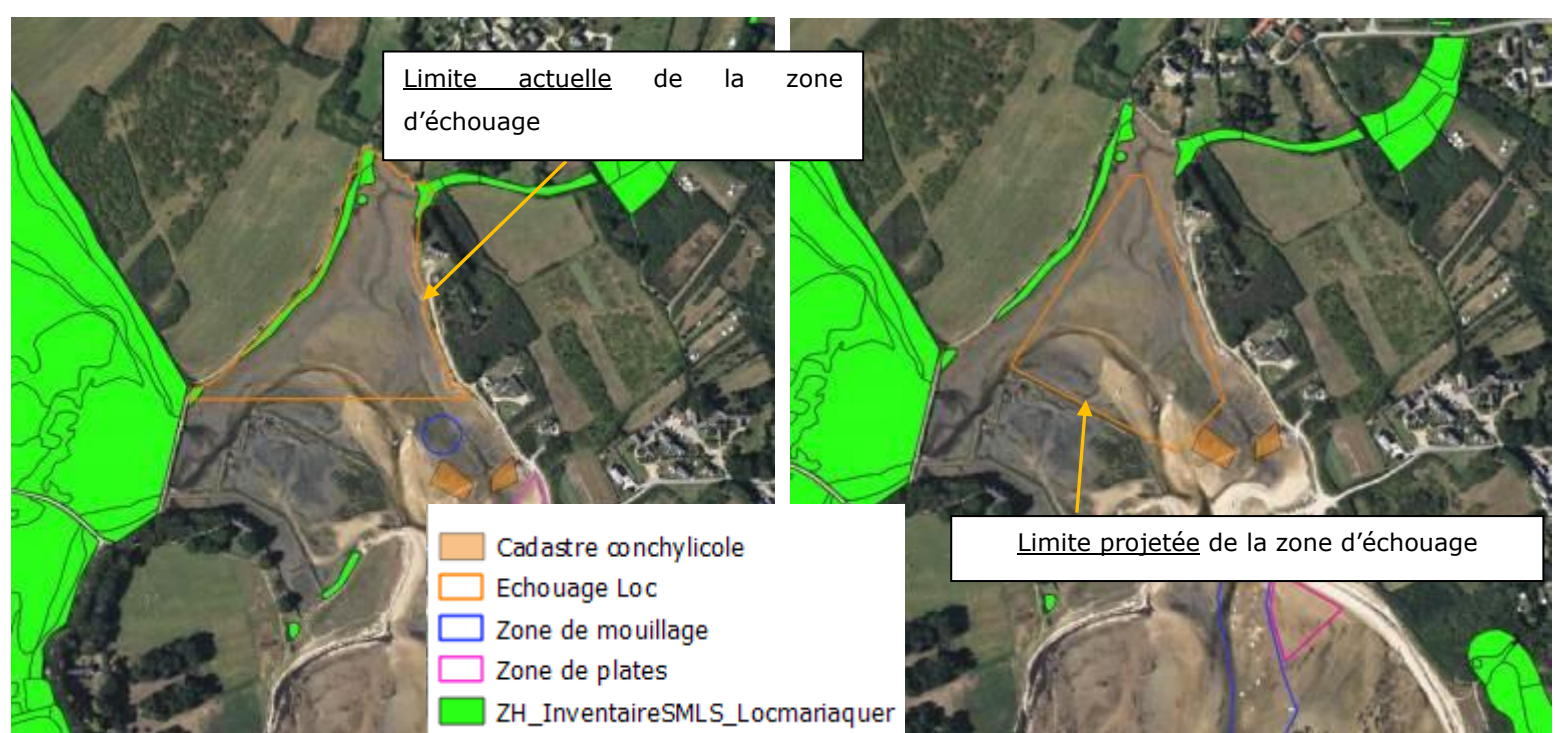 Limite actuelle de la zone
d’échouage
Cadastre conchylicole
Echouage Loc
Zone de mouillage
Zone de plates
ZH_InventaireSMLS_Locmariaquer
Limite projetée de la zone d’échouage